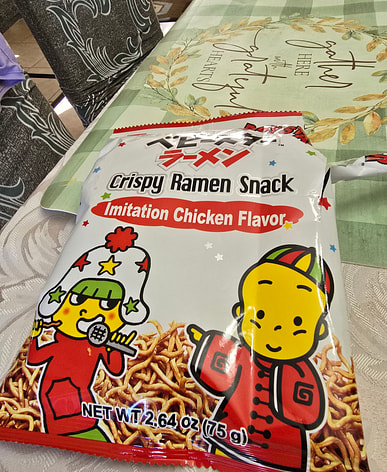 gather
HERE
with
grateful
HEARTS
ベビースター
ラーメン
Crispy Ramen Snack
Imitation Chicken Flavor
NET WT 2.64 oz (75 g)